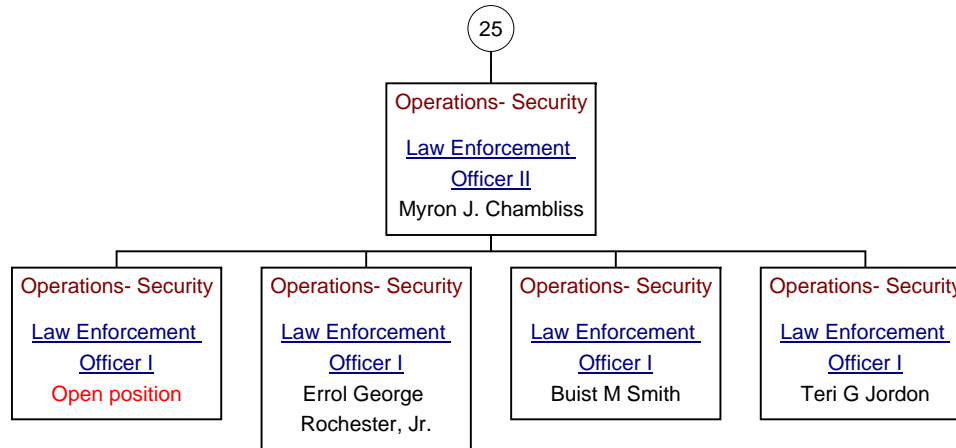 25
Operations- Security
Law Enforcement
Officer II
Myron J. Chambliss
Operations- Security
Law Enforcement
Officer I
Open position
Operations- Security
Law Enforcement
Officer I
Errol George
Rochester, Jr.
Operations- Security
Law Enforcement
Officer I
Buist M Smith
Operations- Security
Law Enforcement
Officer I
Teri G Jordon